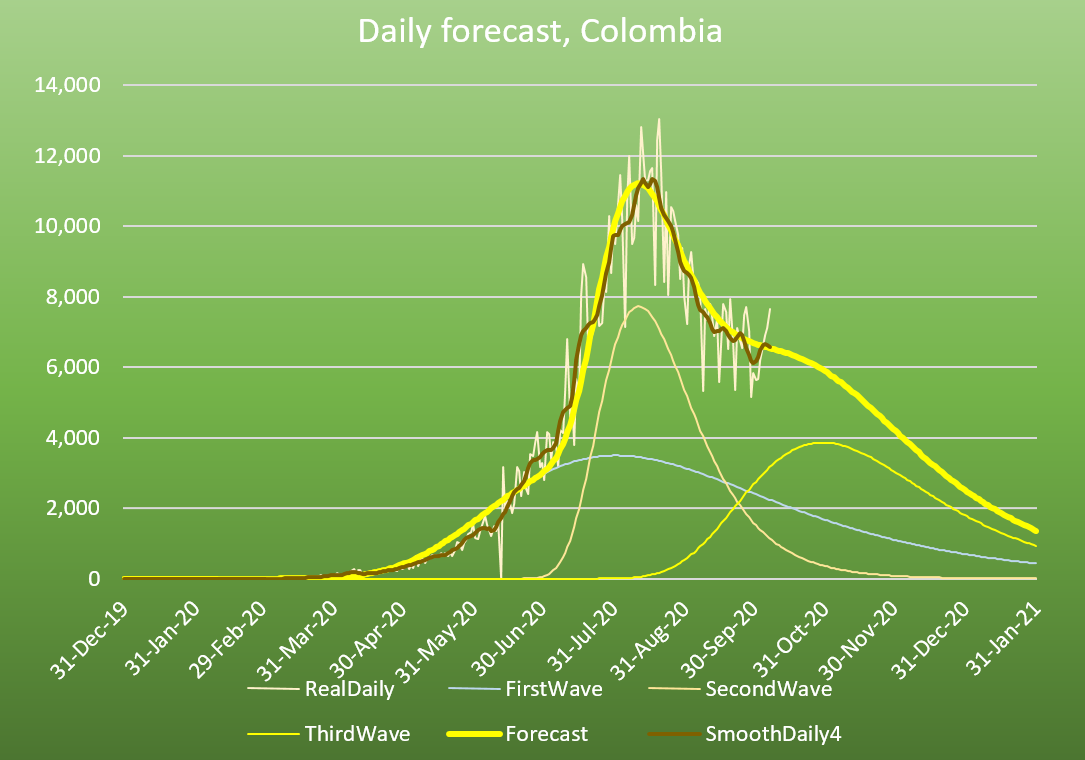 Daily forecast, Colombia
14,000
12,000
10,000
8,000
6,000
4,000
2,000
0
31-Dec-19
31-Jan-20
29-Feb-20
31-Mar-20
30-Apr-20
31-May-20
30-Jun-20
31-Jul-20
31-Aug-20
30-Sep-20
31-Oct-20
30-Nov-20
31-Dec-20
31-Jan-21
RealDaily FirstWave SecondWave
ThirdWave Forecast SmoothDaily4